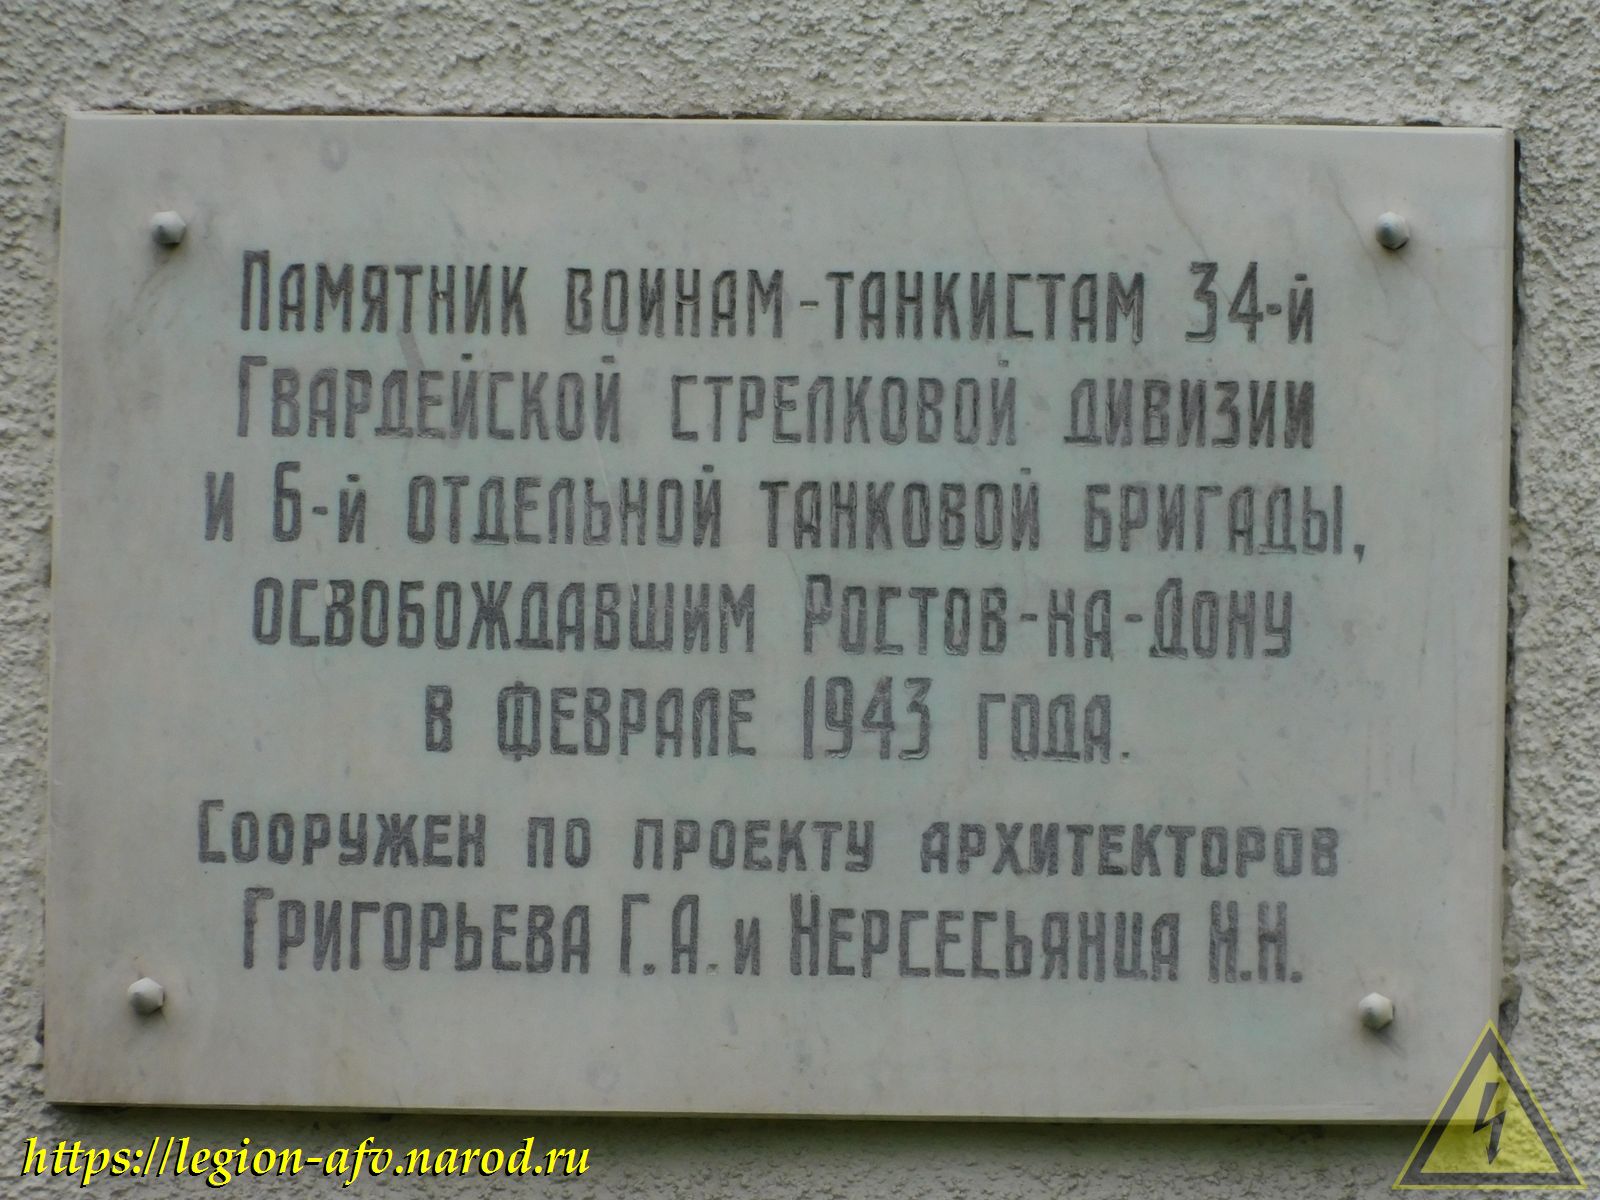 Памятник воинам-танкистам 34-й
Гвардейской стрелковой дивизии
и 6-й отдельной танковой бригады,
освобождавшим Ростов-на-Дону
в феврале 1943 года.
Сооружен по проекту архитекторов
Григорьева Г.А. и Нерсесьянца Н.Н.
https://legion-afv.narod.ru